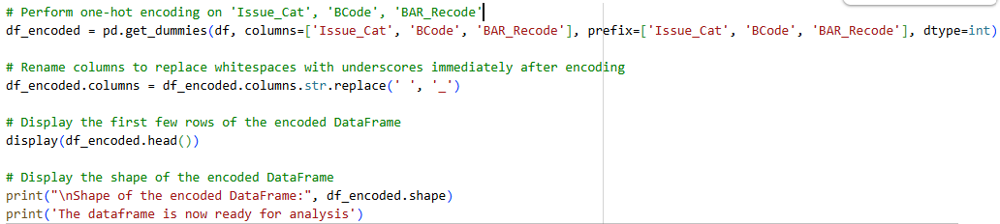 # Perform one-hot encoding on 'Issue_Cat', 'BCode', 'BAR_Recode'
df_encoded = pd.get_dummies(df, columns=['Issue_Cat', 'BCode', 'BAR_Recode'], prefix=['Issue_Cat', 'BCode', 'BAR_Recode'], dtype=int)
# Rename columns to replace whitespaces with underscores immediately after encoding
df_encoded.columns = df_encoded.columns.str.replace(' ', '_')
# Display the first few rows of the encoded DataFrame
display(df_encoded.head())
# Display the shape of the encoded DataFrame
print("\nShape of the encoded DataFrame:", df_encoded.shape)
print('The dataframe is now ready for analysis')